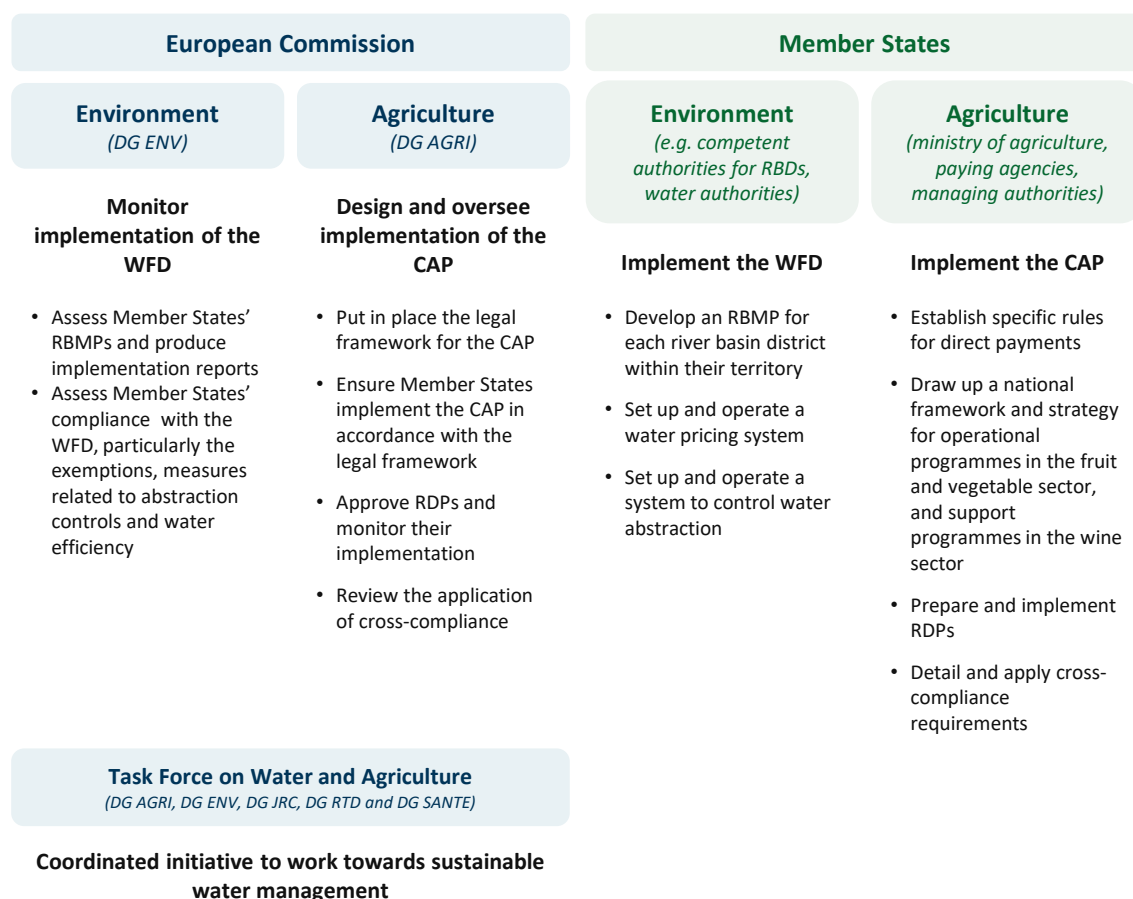 European Commission
Environment
(DG ENV)
Monitor
implementation of the
WFD
• Assess Member States’
RBMPs and produce
implementation reports
• Assess Member States’
compliance with the
WFD, particularly the
exemptions, measures
related to abstraction
controls and water
efficiency
Agriculture
(DG AGRI)
Design and oversee
implementation of the
CAP
• Put in place the legal
framework for the CAP
• Ensure Member States
implement the CAP in
accordance with the
legal framework
• Approve RDPs and
monitor their
implementation
• Review the application
of cross-compliance
Task Force on Water and Agriculture
(DG AGRI, DG ENV, DG JRC, DG RTD and DG SANTE)
Coordinated initiative to work towards sustainable
water management
Member States
Environment
(e.g. competent
authorities for RBDs,
water authorities)
Implement the WFD
• Develop an RBMP for
each river basin district
within their territory
• Set up and operate a
water pricing system
• Set up and operate a
system to control water
abstraction
Agriculture
(ministry of agriculture,
paying agencies,
managing authorities)
Implement the CAP
• Establish specific rules
for direct payments
• Draw up a national
framework and strategy
for operational
programmes in the fruit
and vegetable sector,
and support
programmes in the wine
sector
• Prepare and implement
RDPs
• Detail and apply cross-
compliance
requirements